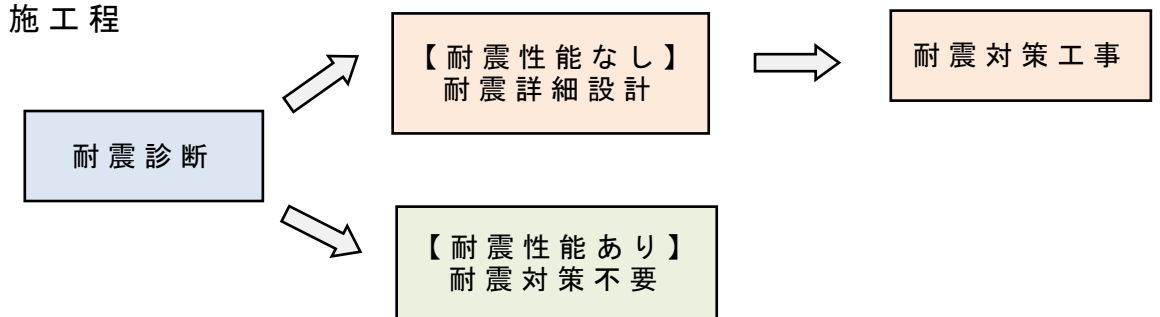 施工程
【耐震性能なし】
耐震詳細設計
耐震対策工事
耐震診断
【耐震性能あり】
耐震対策不要